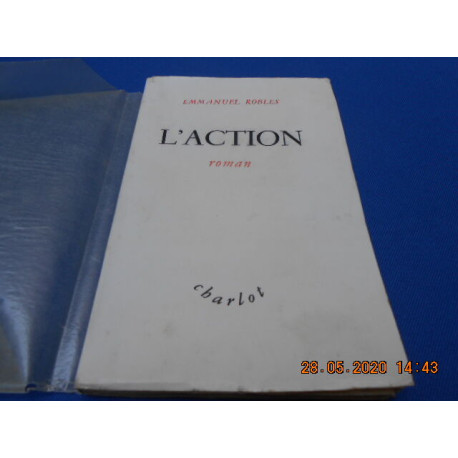 EMMANUEL ROBLES
L'ACTION
roman
charlot
28.05.2020 14:43